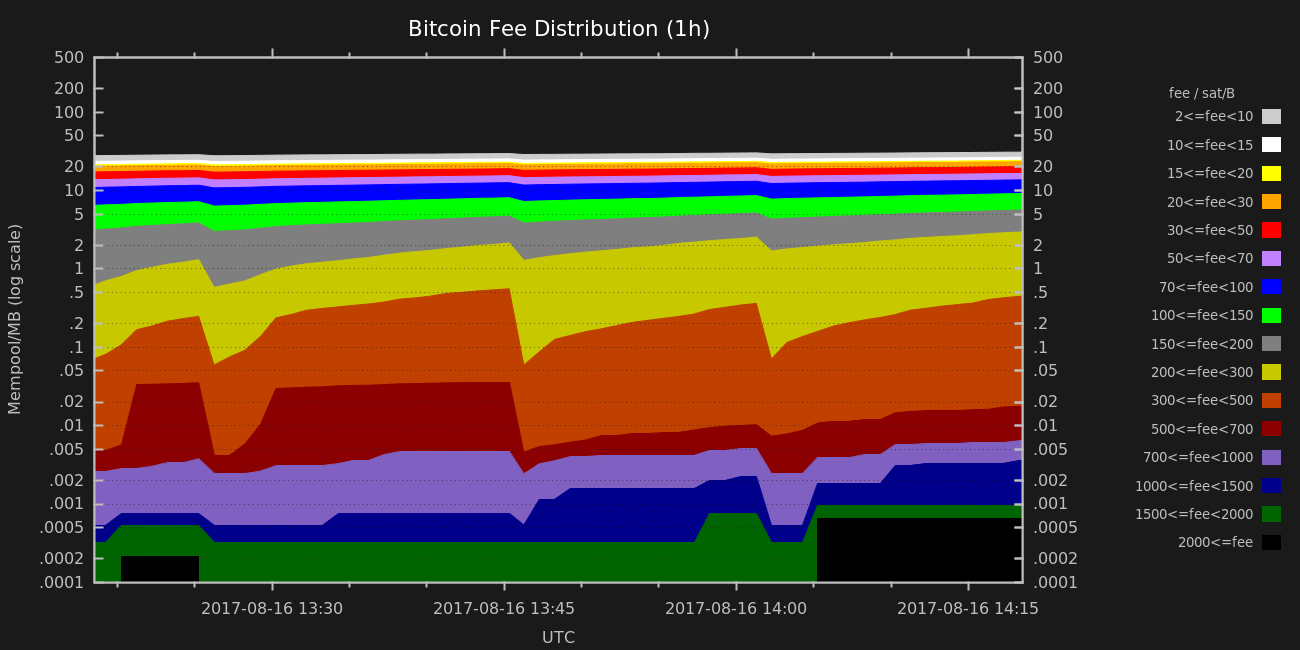 Bitcoin Fee Distribution (1h)
Mempool/MB (log scale)
500
200
100
50
20
10
5
2
1
.5
.2
.1
.05
.02
.01
.005
.002
.001
.0005
.0002
.0001
500
200
100
50
20
10
5
2
1
.5
.2
.1
.05
.02
.01
.005
.002
.001
.0005
.0002
.0001
2017-08-16 13:30
2017-08-16 13:45
2017-08-16 14:00
2017-08-16 14:15
UTC
fee / sat/B
2<=fee<10
10<=fee<15
15<=fee<20
20<=fee<30
30<=fee<50
50<=fee<70
70<=fee<100
100<=fee<150
150<=fee<200
200<=fee<300
300<=fee<500
500<=fee<700
700<=fee<1000
1000<=fee<1500
1500<=fee<2000
2000<=fee